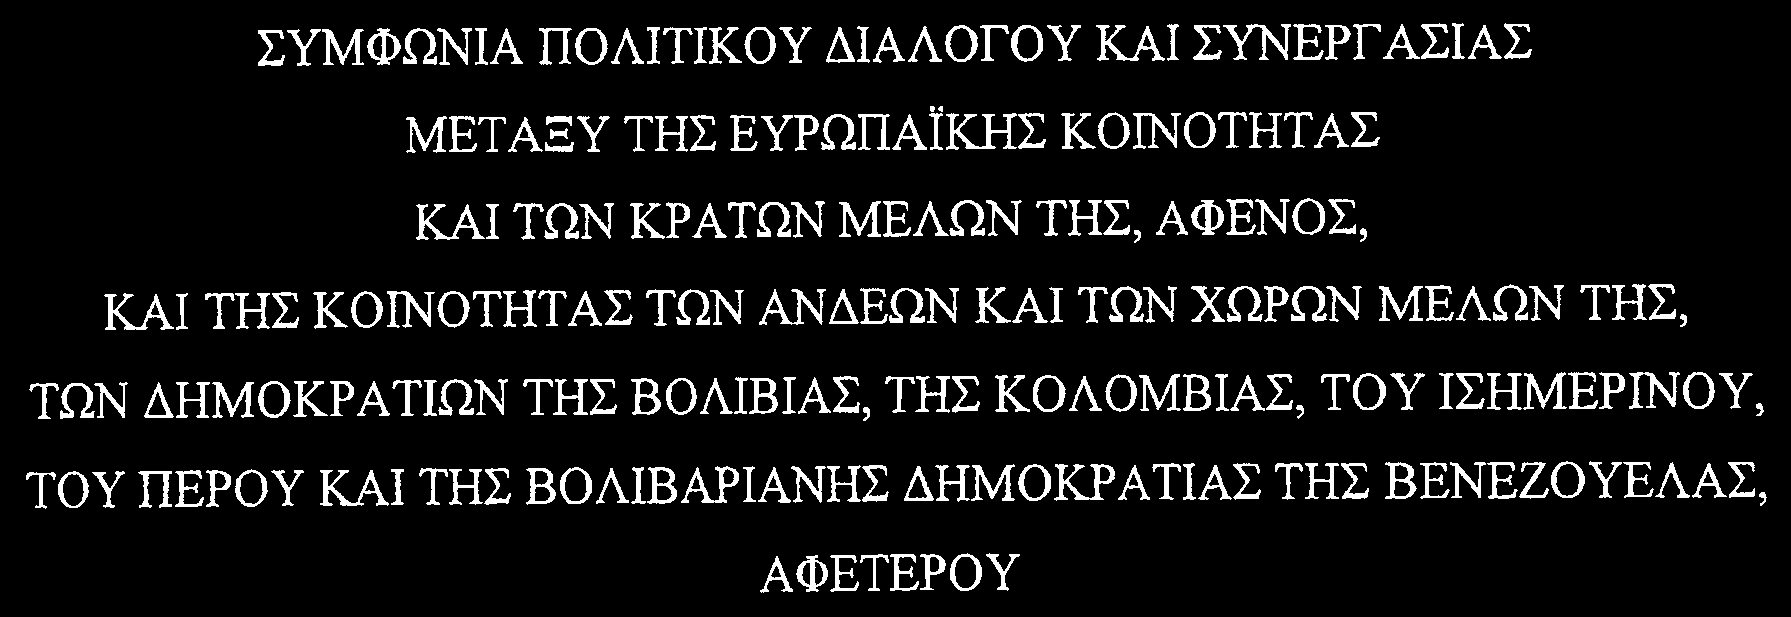 ΣΥΜΦΩΝΙΑ ΠΟΛΙΤΙΚΟΥ ΔΙΑΛΟΓΟΥ ΚΑΙ ΣΥΝΕΡΓΑΣΙΑΣ
ΜΕΤΑΞΥ ΤΗΣ ΕΥΡΩΠΑΪΚΗΣ ΚΟΙΝΟΤΗΤΑΣ
ΚΑΙ ΤΩΝ ΚΡΑΤΩΝ ΜΕΛΩΝ ΤΗΣ, ΑΦΕΝΟΣ,
ΚΑΙ ΤΗΣ ΚΟΙΝΟΤΗΤΑΣ ΤΩΝ ΑΝΔΕΩΝ ΚΑΙ ΤΩΝ ΧΩΡΩΝ ΜΕΛΩΝ ΤΗΣ,
ΤΩΝ ΔΗΜΟΚΡΑΤΙΩΝ ΤΗΣ ΒΟΛΙΒΙΑΣ, ΤΗΣ ΚΟΛΟΜΒΙΑΣ, ΤΟΥ ΙΣΗΜΕΡΙΝΟΥ,
ΤΟΥ ΠΕΡΟΥ ΚΑΙ ΤΗΣ ΒΟΛΙΒΑΡΙΑΝΗΣ ΔΗΜΟΚΡΑΤΙΑΣ ΤΗΣ ΒΕΝΕΖΟΥΕΛΑΣ,
ΑΦΕΤΕΡΟΥ